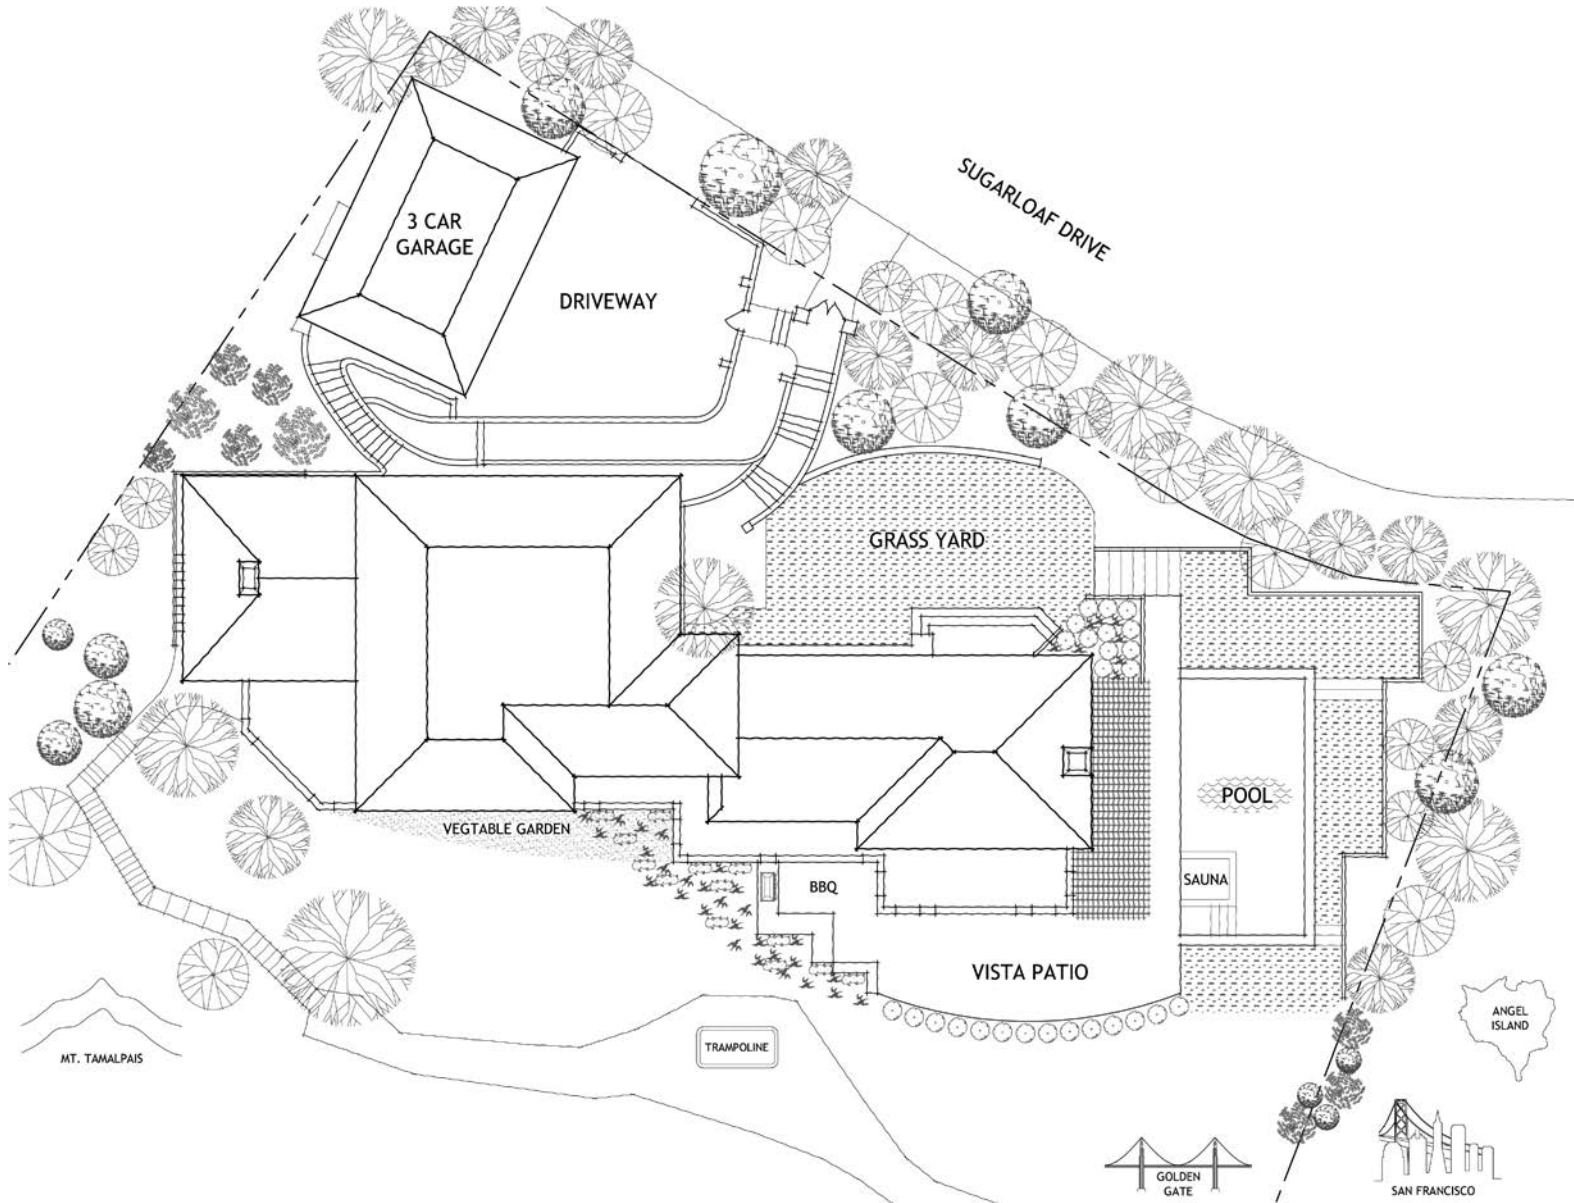 SUGARLOAF DRIVE
3 CAR
GARAGE
DRIVEWAY
GRASS YARD
POOL
VEGTABLE GARDEN
BBQ
SAUNA
VISTA PATIO
ANGEL
ISLAND
TRAMPOLINE
MT. TAMALPAIS
GOLDEN
GATE
SAN FRANCISCO